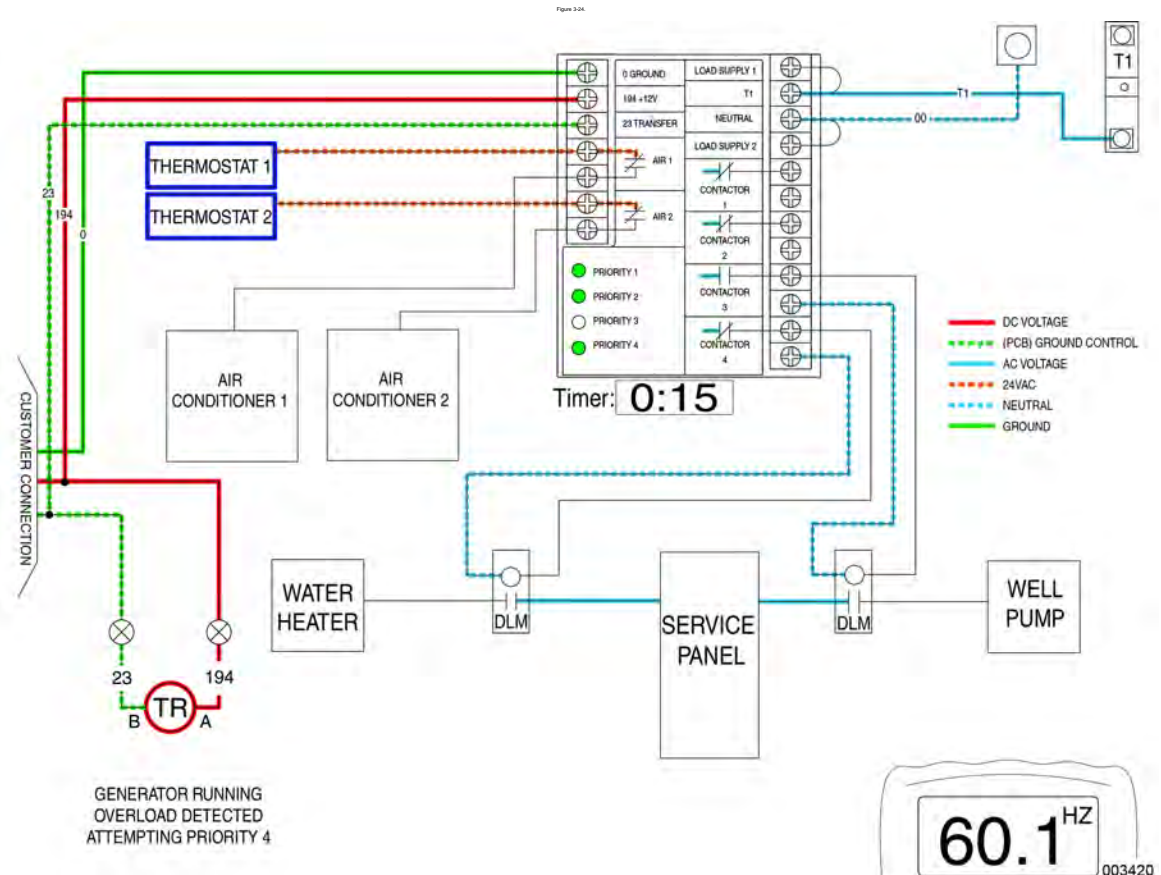 Figure 3-24.
0 GROUND
194 +12V
23 TRANSFER
AIR 1
AIR 2
LOAD SUPPLY 1
T1
NEUTRAL
LOAD SUPPLY 2
CONTACTOR
1
CONTACTOR
2
CONTACTOR
3
CONTACTOR
4
PRIORITY 1
PRIORITY 2
PRIORITY 3
PRIORITY 4
Timer: 0:15
T1
00
T1
THERMOSTAT 1
THERMOSTAT 2
23
194
0
AIR
CONDITIONER 1
AIR
CONDITIONER 2
DC VOLTAGE
(PCB) GROUND CONTROL
AC VOLTAGE
24VAC
NEUTRAL
GROUND
CUSTOMER CONNECTION
WATER
HEATER
DLM
SERVICE
PANEL
DLM
WELL
PUMP
23
194
B
TR
A
GENERATOR RUNNING
OVERLOAD DETECTED
ATTEMPTING PRIORITY 4
60.1 HZ
003420